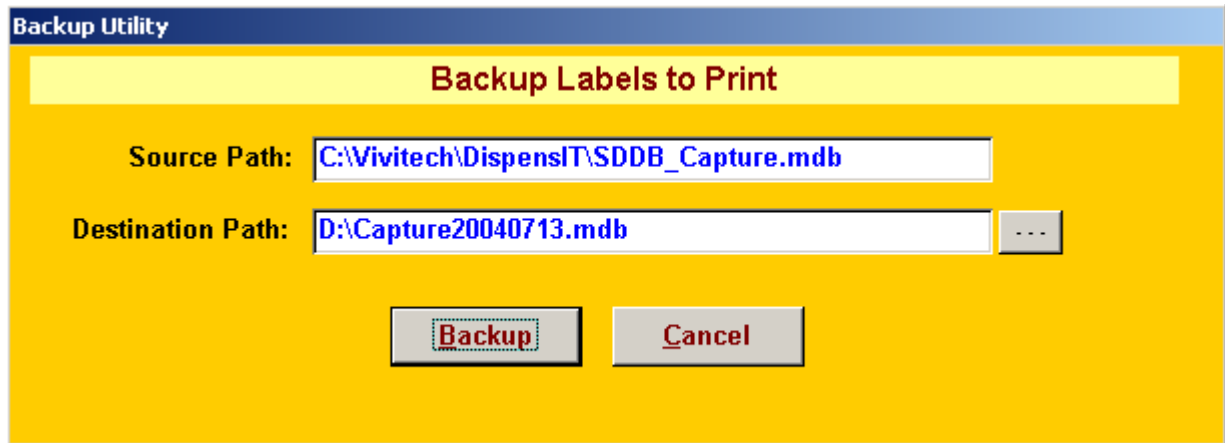 Backup Utility
Backup Labels to Print
Source Path: C:\Vivitech\DispensIT\SDDB_Capture.mdb
Destination Path: D:\Capture20040713.mdb ...
Backup Cancel